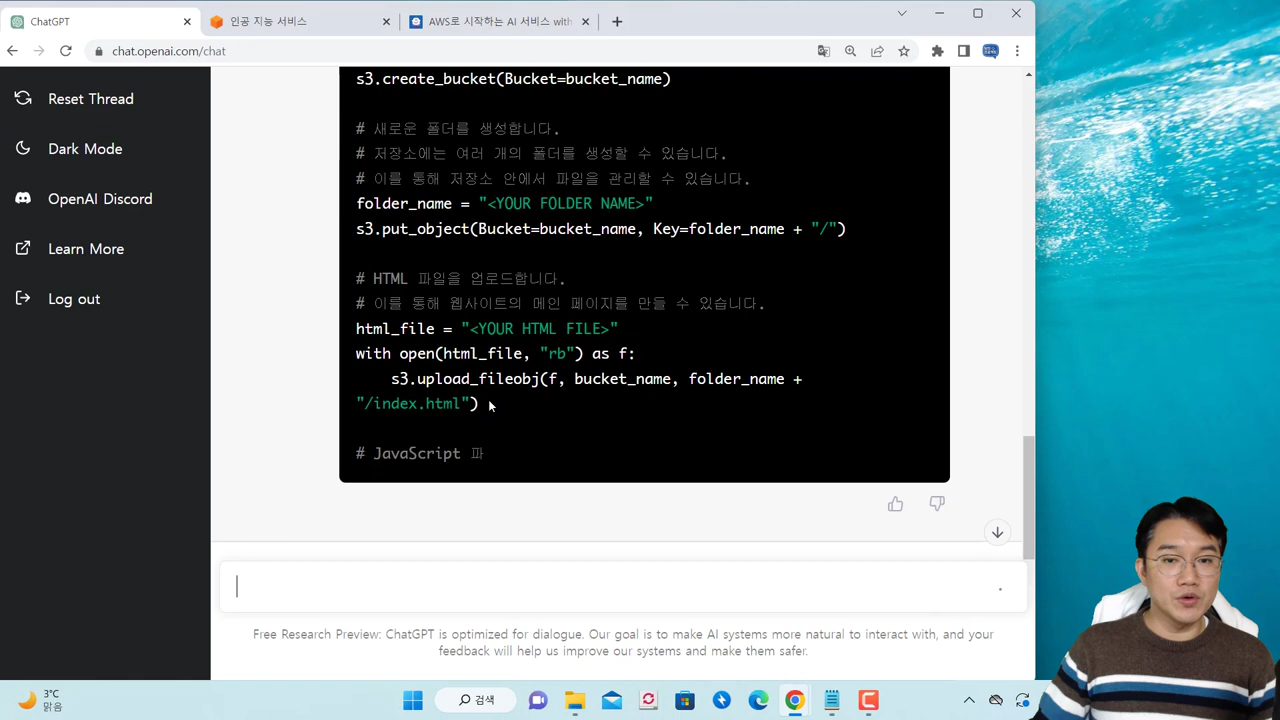 ChatGPT
인공 지능 서비스
AWS로 시작하는 AI 서비스 with
chat.openai.com/chat
Reset Thread
Dark Mode
OpenAI Discord
Learn More
Log out
s3.create_bucket(Bucket=bucket_name)
# 새로운 폴더를 생성합니다.
# 저장소에는 여러 개의 폴더를 생성할 수 있습니다.
# 이를 통해 저장소 안에서 파일을 관리할 수 있습니다.
folder_name = "<YOUR FOLDER NAME>"
s3.put_object(Bucket=bucket_name, Key=folder_name + "/")
# HTML 파일을 업로드합니다.
# 이를 통해 웹사이트의 메인 페이지를 만들 수 있습니다.
html_file = "<YOUR HTML FILE>"
with open(html_file, "rb") as f:
s3.upload_fileobj(f, bucket_name, folder_name +
"/index.html")
# JavaScript 파
Free Research Preview: ChatGPT is optimized for dialogue. Our goal is to make AI systems more natural to interact with, and your
feedback will help us improve our systems and make them safer.
3°C
맑음
검색